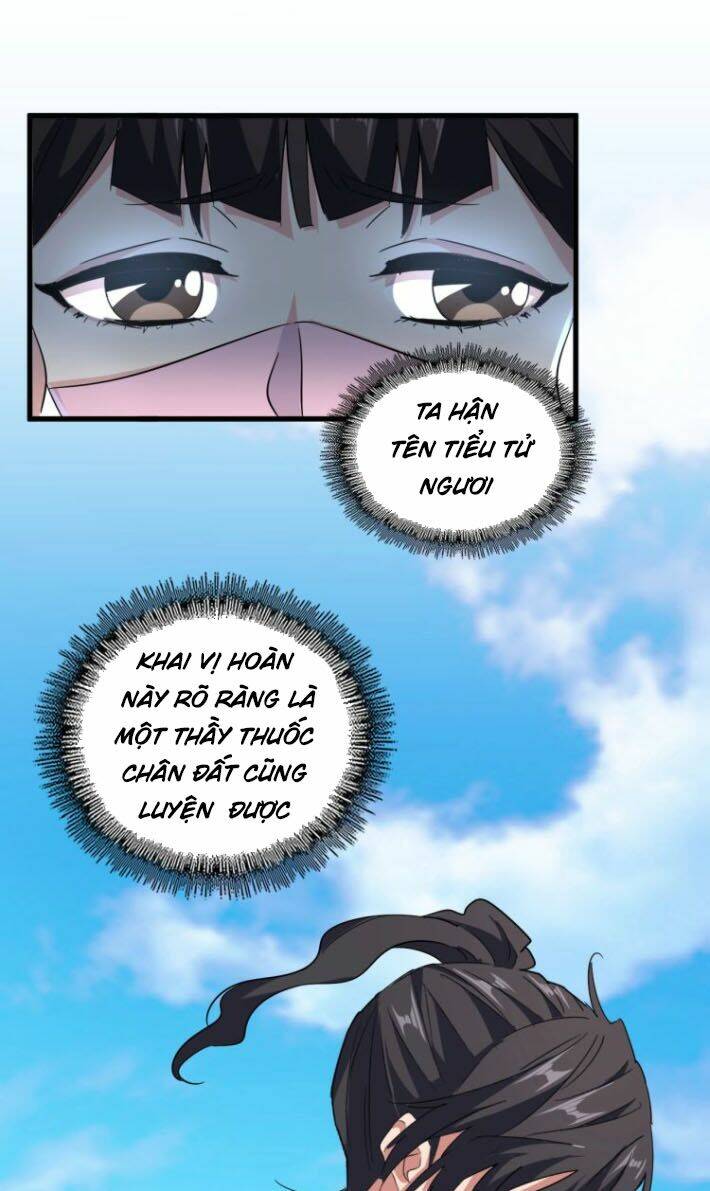 TA HẬN
TÊN TIỂU TỬ
NGƯƠI
KHAI VỊ HOÀN
NÀY RÕ RÀNG LÀ
MỘT THẦY THUỐC
CHÂN ĐẤT CŨNG
LUYỆN ĐƯỢC